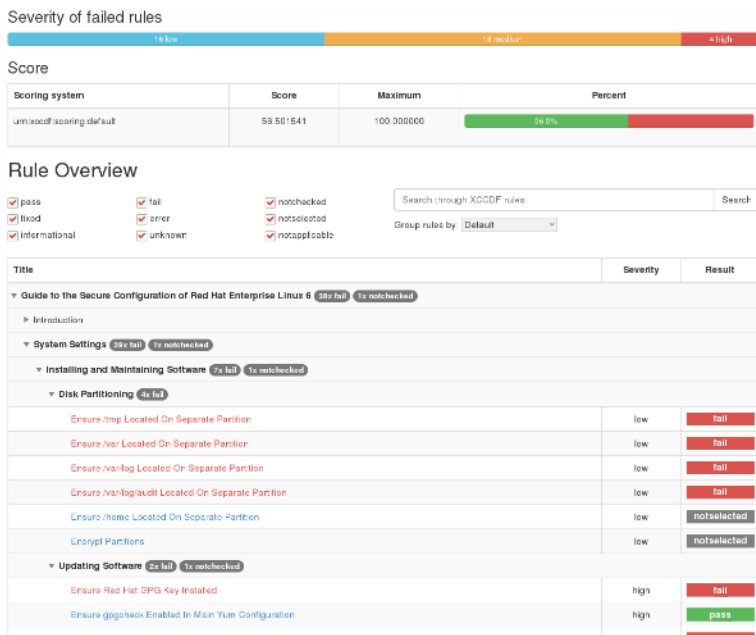 Severity of failed rules
16 low 18 medium 4 high
Score
Scoring system Score Maximum Percent
urn:xccdf:scoring:default 56.501541 100.000000 56.5%
Rule Overview
pass fail notchecked
fixed error notselected
informational unknown notapplicable
Search through XCCDF rules Search
Group rules by: Default
Title Severity Result
Guide to the Secure Configuration of Red Hat Enterprise Linux 6 38x fail 1x notchecked
Introduction
System Settings 29x fail 1x notchecked
Installing and Maintaining Software 7x fail 1x notchecked
Disk Partitioning 4x fail
Ensure /tmp Located On Separate Partition low fail
Ensure /var Located On Separate Partition low fail
Ensure /var/log Located On Separate Partition low fail
Ensure /var/log/audit Located On Separate Partition low fail
Ensure /home Located On Separate Partition low notselected
Encrypt Partitions low notselected
Updating Software 2x fail 1x notchecked
Ensure Red Hat GPG Key Installed high fail
Ensure gpgcheck Enabled In Main Yum Configuration high pass